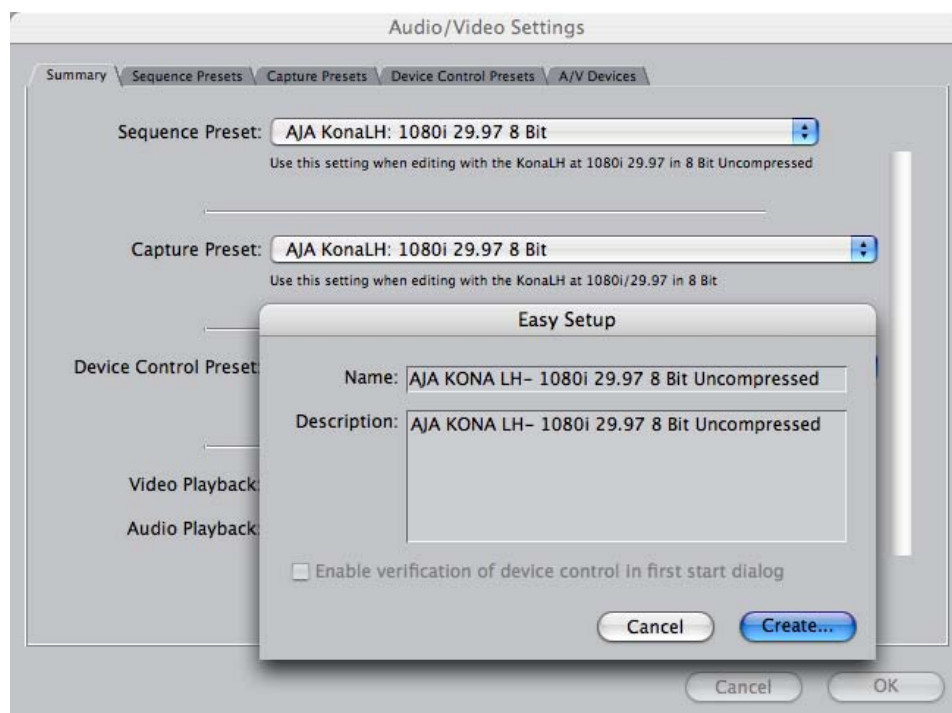 Audio/Video Settings
Summary
Sequence Presets
Capture Presets
Device Control Presets
A/V Devices
Sequence Preset: AJA KonaLH: 1080i 29.97 8 Bit
Use this setting when editing with the KonaLH at 1080i 29.97 in 8 Bit Uncompressed
Capture Preset: AJA KonaLH: 1080i 29.97 8 Bit
Use this setting when editing with the KonaLH at 1080i/29.97 in 8 Bit
Easy Setup
Device Control Preset:
Name: AJA KONA LH– 1080i 29.97 8 Bit Uncompressed
Description: AJA KONA LH– 1080i 29.97 8 Bit Uncompressed
Video Playback:
Audio Playback:
Enable verification of device control in first start dialog
Cancel
Create...
Cancel
OK